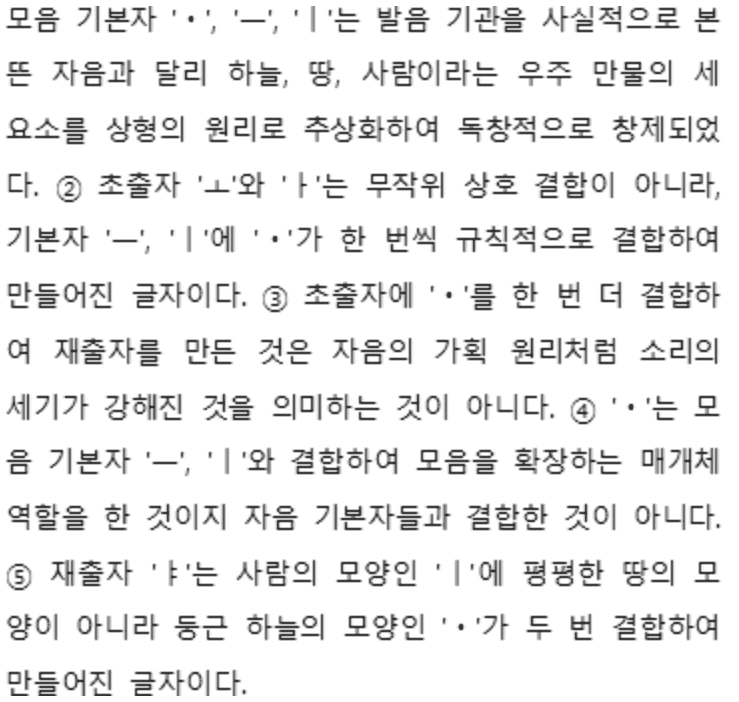 모음 기본자 'ㆍ', 'ㅡ', 'ㅣ'는 발음 기관을 사실적으로 본
뜬 자음과 달리 하늘, 땅, 사람이라는 우주 만물의 세
요소를 상형의 원리로 추상화하여 독창적으로 창제되었
다. ② 초출자 'ㅗ'와 'ㅏ'는 무작위 상호 결합이 아니라,
기본자 'ㅡ', 'ㅣ'에 'ㆍ'가 한 번씩 규칙적으로 결합하여
만들어진 글자이다. ③ 초출자에 'ㆍ'를 한 번 더 결합하
여 재출자를 만든 것은 자음의 가획 원리처럼 소리의
세기가 강해진 것을 의미하는 것이 아니다. ④ 'ㆍ'는 모
음 기본자 'ㅡ', 'ㅣ'와 결합하여 모음을 확장하는 매개체
역할을 한 것이지 자음 기본자들과 결합한 것이 아니다.
⑤ 재출자 'ㅑ'는 사람의 모양인 'ㅣ'에 평평한 땅의 모
양이 아니라 둥근 하늘의 모양인 'ㆍ'가 두 번 결합하여
만들어진 글자이다.